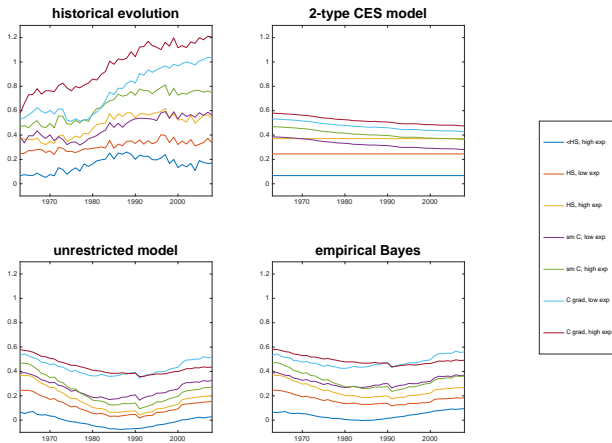 historical evolution
2-type CES model
1.2
1
0.8
0.6
0.4
0.2
0
1970 1980 1990 2000
1.2
1
0.8
0.6
0.4
0.2
0
1970 1980 1990 2000
<HS, high exp
HS, low exp
HS, high exp
sm C, low exp
sm C, high exp
C grad, low exp
C grad, high exp
unrestricted model
empirical Bayes
1.2
1
0.8
0.6
0.4
0.2
0
1970 1980 1990 2000
1.2
1
0.8
0.6
0.4
0.2
0
1970 1980 1990 2000